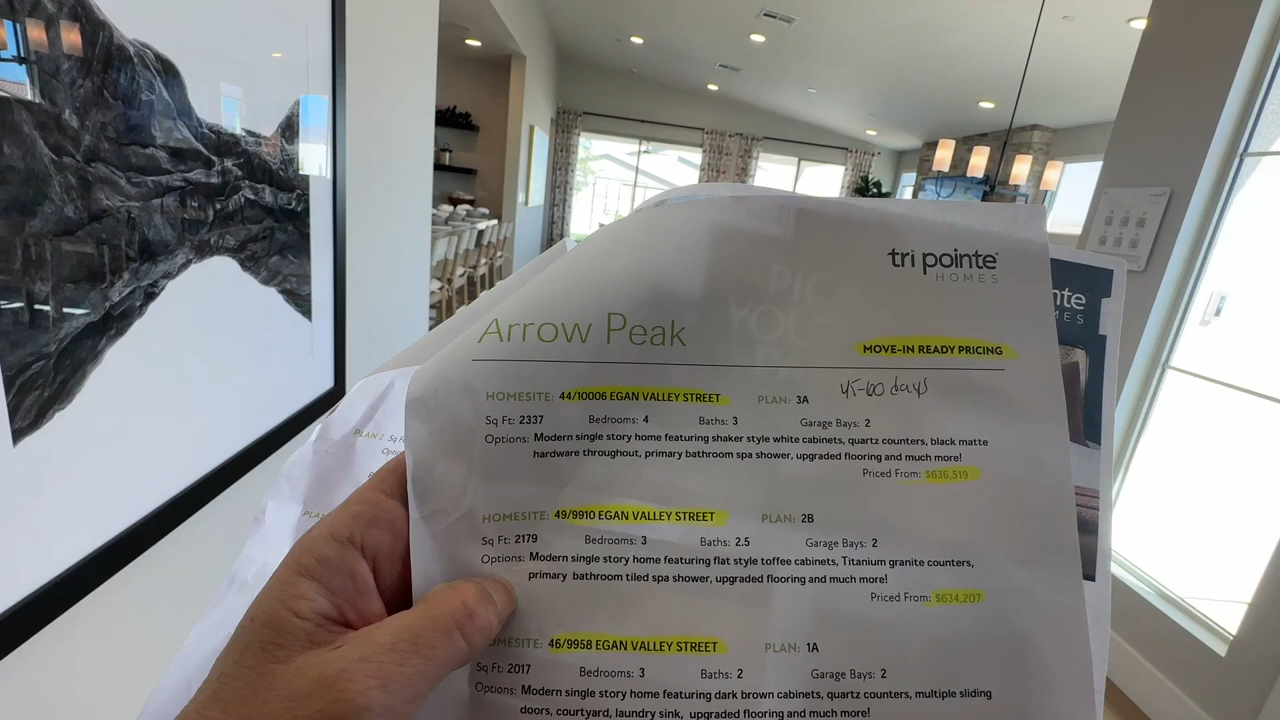 tri pointe
HOMES
Arrow Peak
MOVE-IN READY PRICING
45-60 days
HOMESITE: 44/10006 EGAN VALLEY STREET PLAN: 3A
Sq Ft: 2337 Bedrooms: 4 Baths: 3 Garage Bays: 2
Options: Modern single story home featuring shaker style white cabinets, quartz counters, black matte
hardware throughout, primary bathroom spa shower, upgraded flooring and much more!
Priced From: $636,519
HOMESITE: 49/9910 EGAN VALLEY STREET PLAN: 2B
Sq Ft: 2179 Bedrooms: 3 Baths: 2.5 Garage Bays: 2
Options: Modern single story home featuring flat style toffee cabinets, Titanium granite counters,
primary bathroom tiled spa shower, upgraded flooring and much more!
Priced From: $634,207
OMESITE: 46/9958 EGAN VALLEY STREET PLAN: 1A
Sq Ft: 2017 Bedrooms: 3 Baths: 2 Garage Bays: 2
Options: Modern single story home featuring dark brown cabinets, quartz counters, multiple sliding
doors, courtyard, laundry sink, upgraded flooring and much more!
PLAN 2 Sq F
PLAN
nte
MES